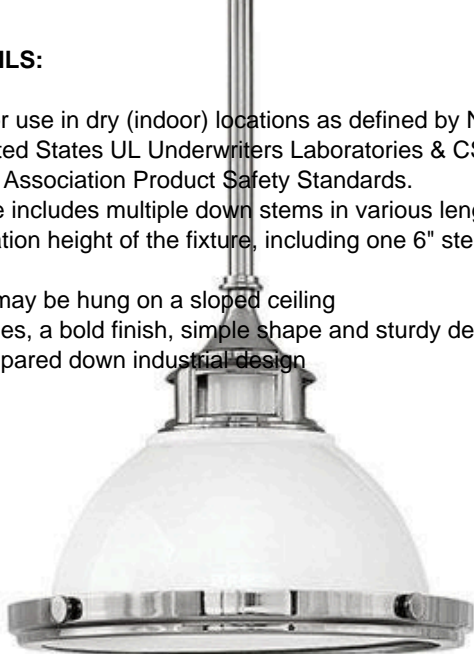 ILS:
r use in dry (indoor) locations as defined by N
ted States UL Underwriters Laboratories & CS
Association Product Safety Standards.
e includes multiple down stems in various leng
ation height of the fixture, including one 6" ste
may be hung on a sloped ceiling
es, a bold finish, simple shape and sturdy de
pared down industrial design